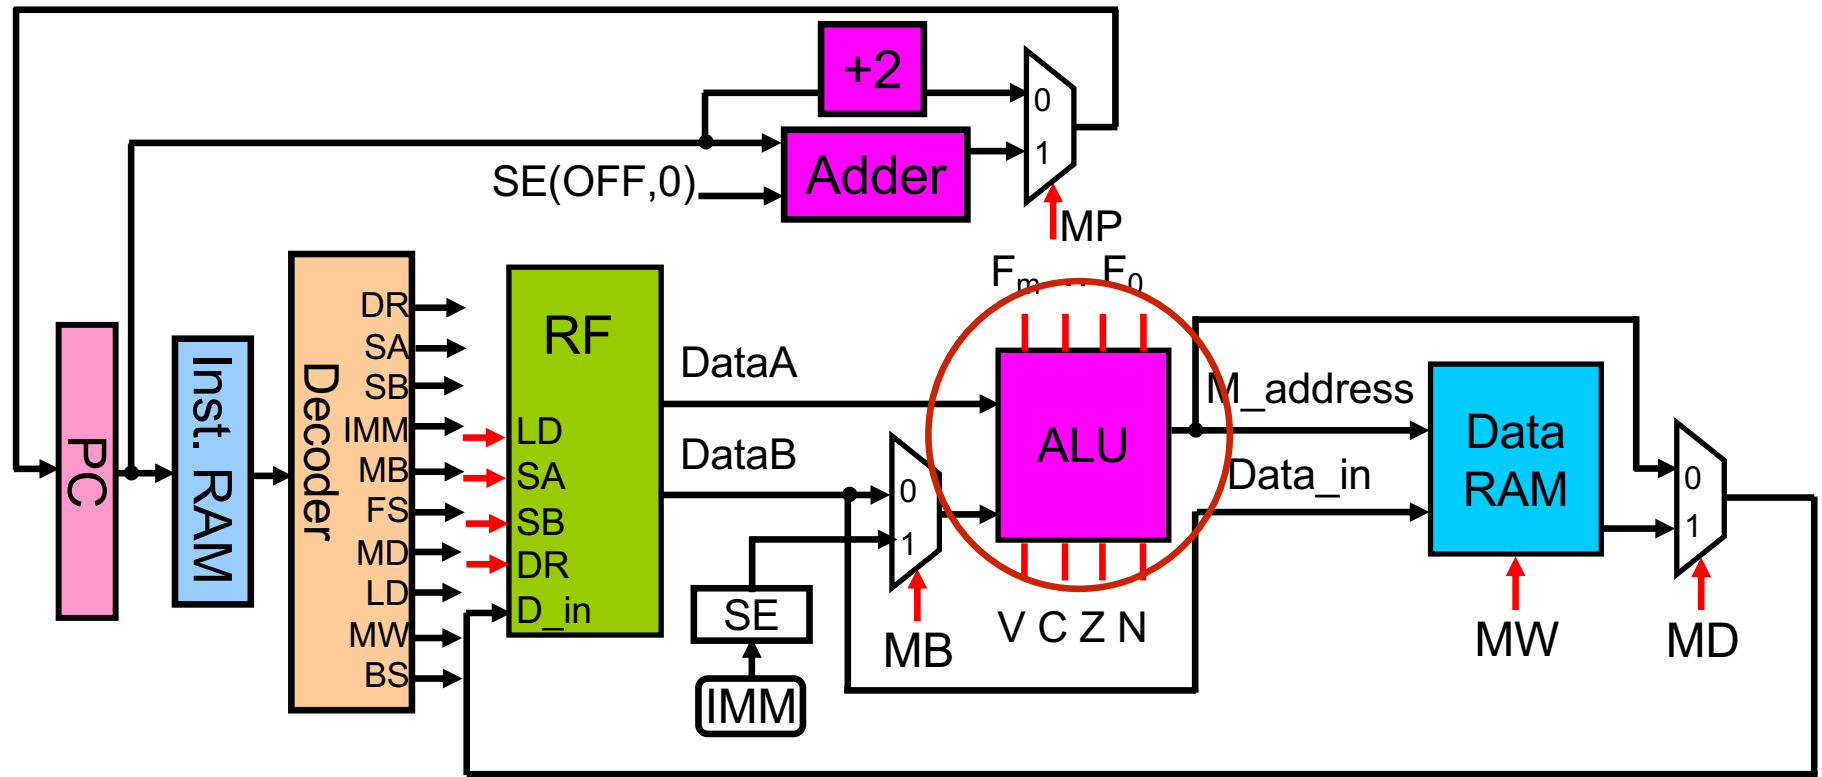 +2
0
1
Adder
SE(OFF,0)
MP
Fm .. F0
PC
Inst. RAM
Decoder
DR
SA
SB
IMM
MB
FS
MD
LD
MW
BS
RF
LD
SA
SB
DR
D_in
DataA
DataB
0
1
SE
IMM
MB
ALU
V C Z N
M_address
Data_in
Data
RAM
MW
0
1
MD